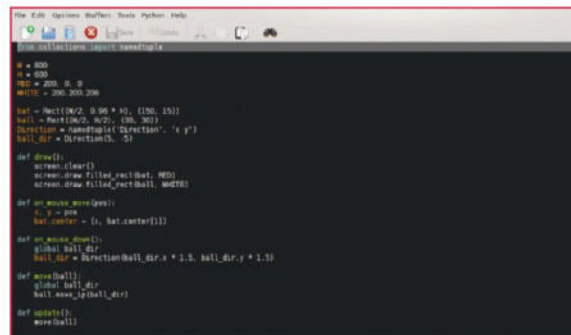 File Edit Options Buffers Tools Python Help
Save Undo
from collections import namedtuple
W = 800
H = 600
RED = 200, 0, 0
WHITE = 200,200,200
bat = Rect((W/2, 0.96 * H), (150, 15))
ball = Rect((W/2, H/2), (30, 30))
Direction = namedtuple('Direction', 'x y')
ball_dir = Direction(5, -5)
def draw():
screen.clear()
screen.draw.filled_rect(bat, RED)
screen.draw.filled_rect(ball, WHITE)
def on_mouse_move(pos):
x, y = pos
bat.center = (x, bat.center[1])
def on_mouse_down():
global ball_dir
ball_dir = Direction(ball_dir.x * 1.5, ball_dir.y * 1.5)
def move(ball):
global ball_dir
ball.move_ip(ball_dir)
def update():
move(ball)